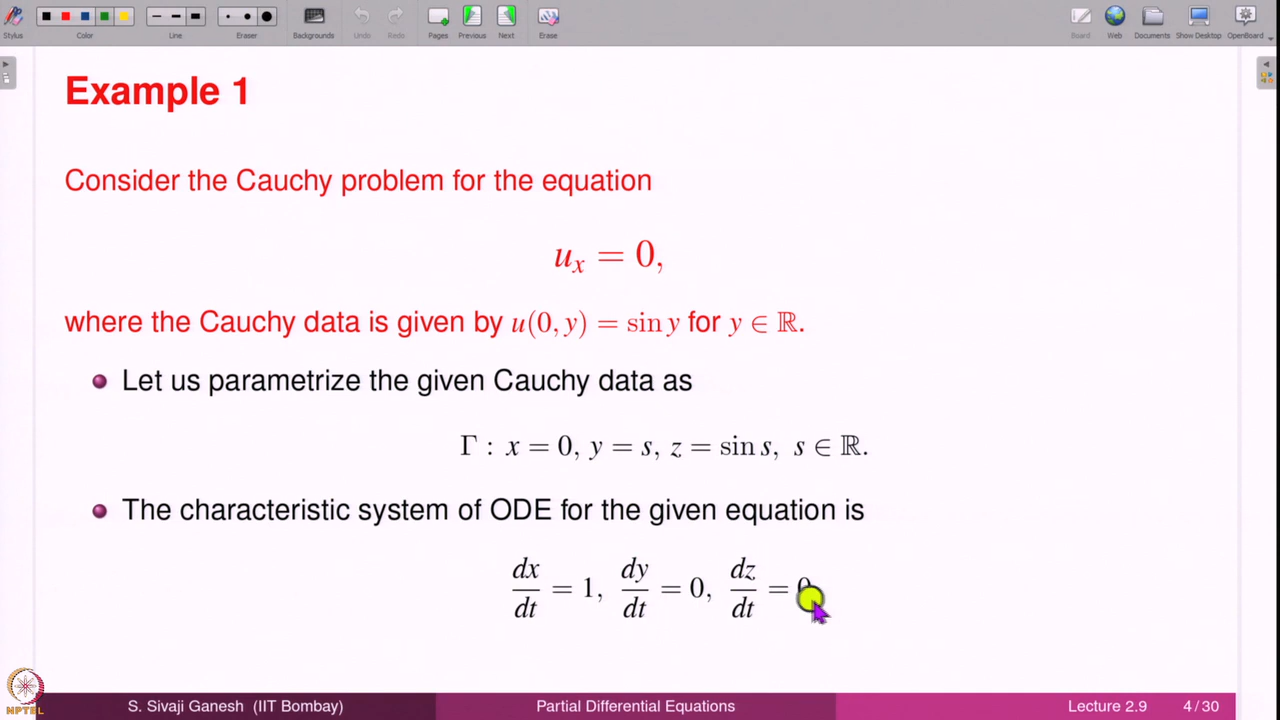 Stylus Color Line Eraser Backgrounds Undo Redo Pages Previous Next Erase Board Web Documents Show Desktop OpenBoard
Example 1
Consider the Cauchy problem for the equation
u_x = 0,
where the Cauchy data is given by u(0, y) = sin y for y ∈ ℝ.
Let us parametrize the given Cauchy data as
Γ : x = 0, y = s, z = sin s, s ∈ ℝ.
The characteristic system of ODE for the given equation is
dx/dt = 1, dy/dt = 0, dz/dt = 0
NPTEL
S. Sivaji Ganesh (IIT Bombay) Partial Differential Equations Lecture 2.9 4 / 30